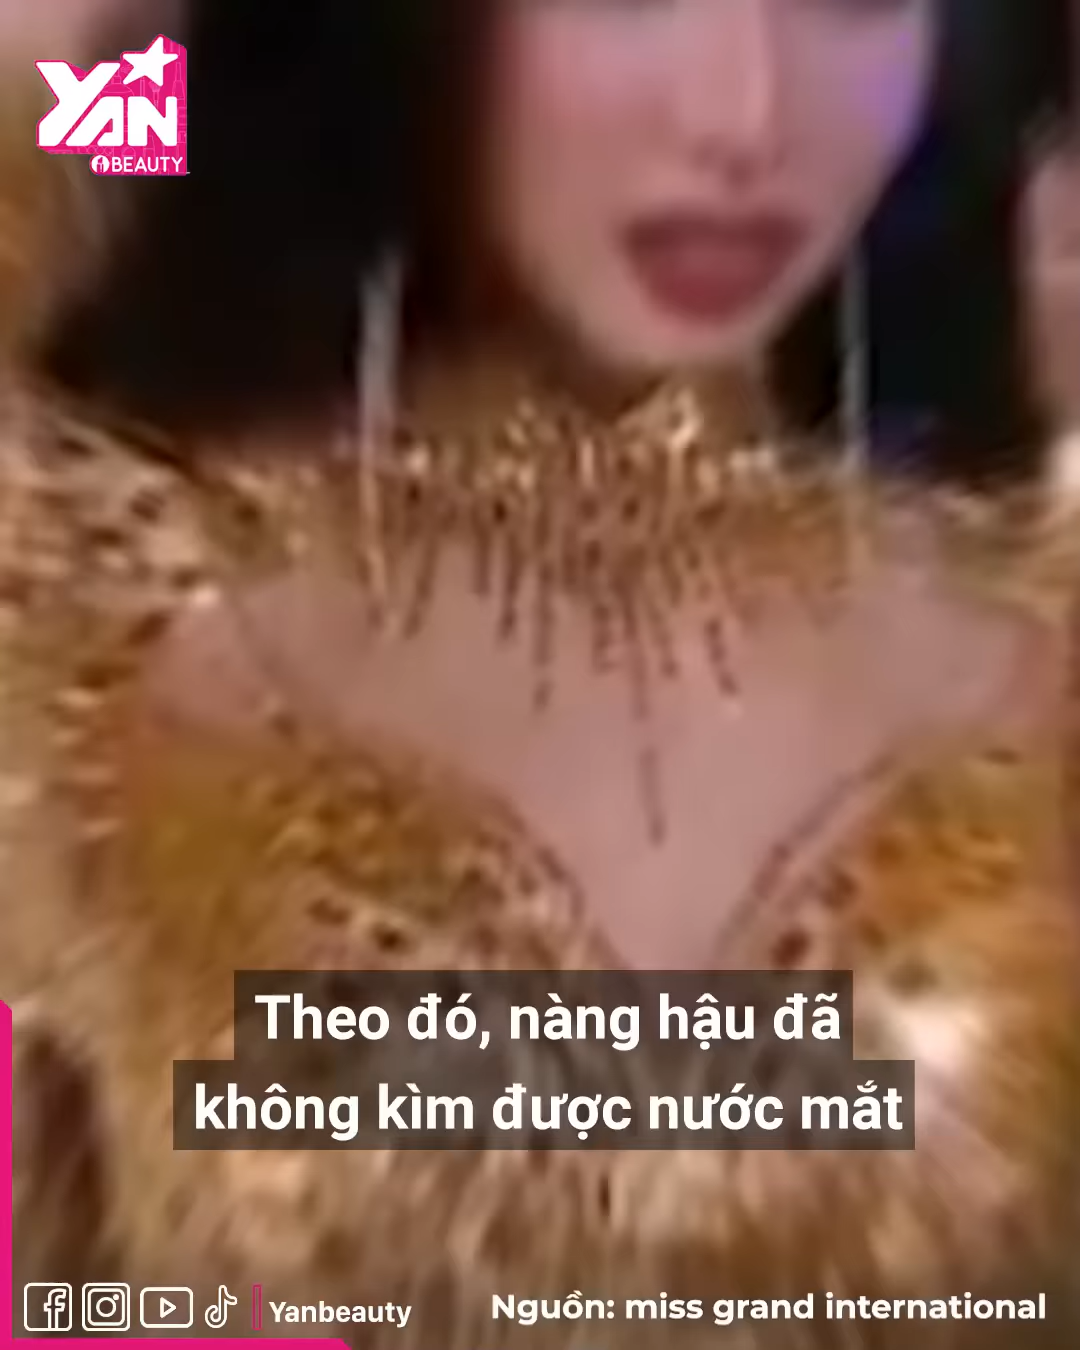 YAN
BEAUTY
Theo đó, nàng hậu đã
không kìm được nước mắt
Yanbeauty
Nguồn: miss grand international